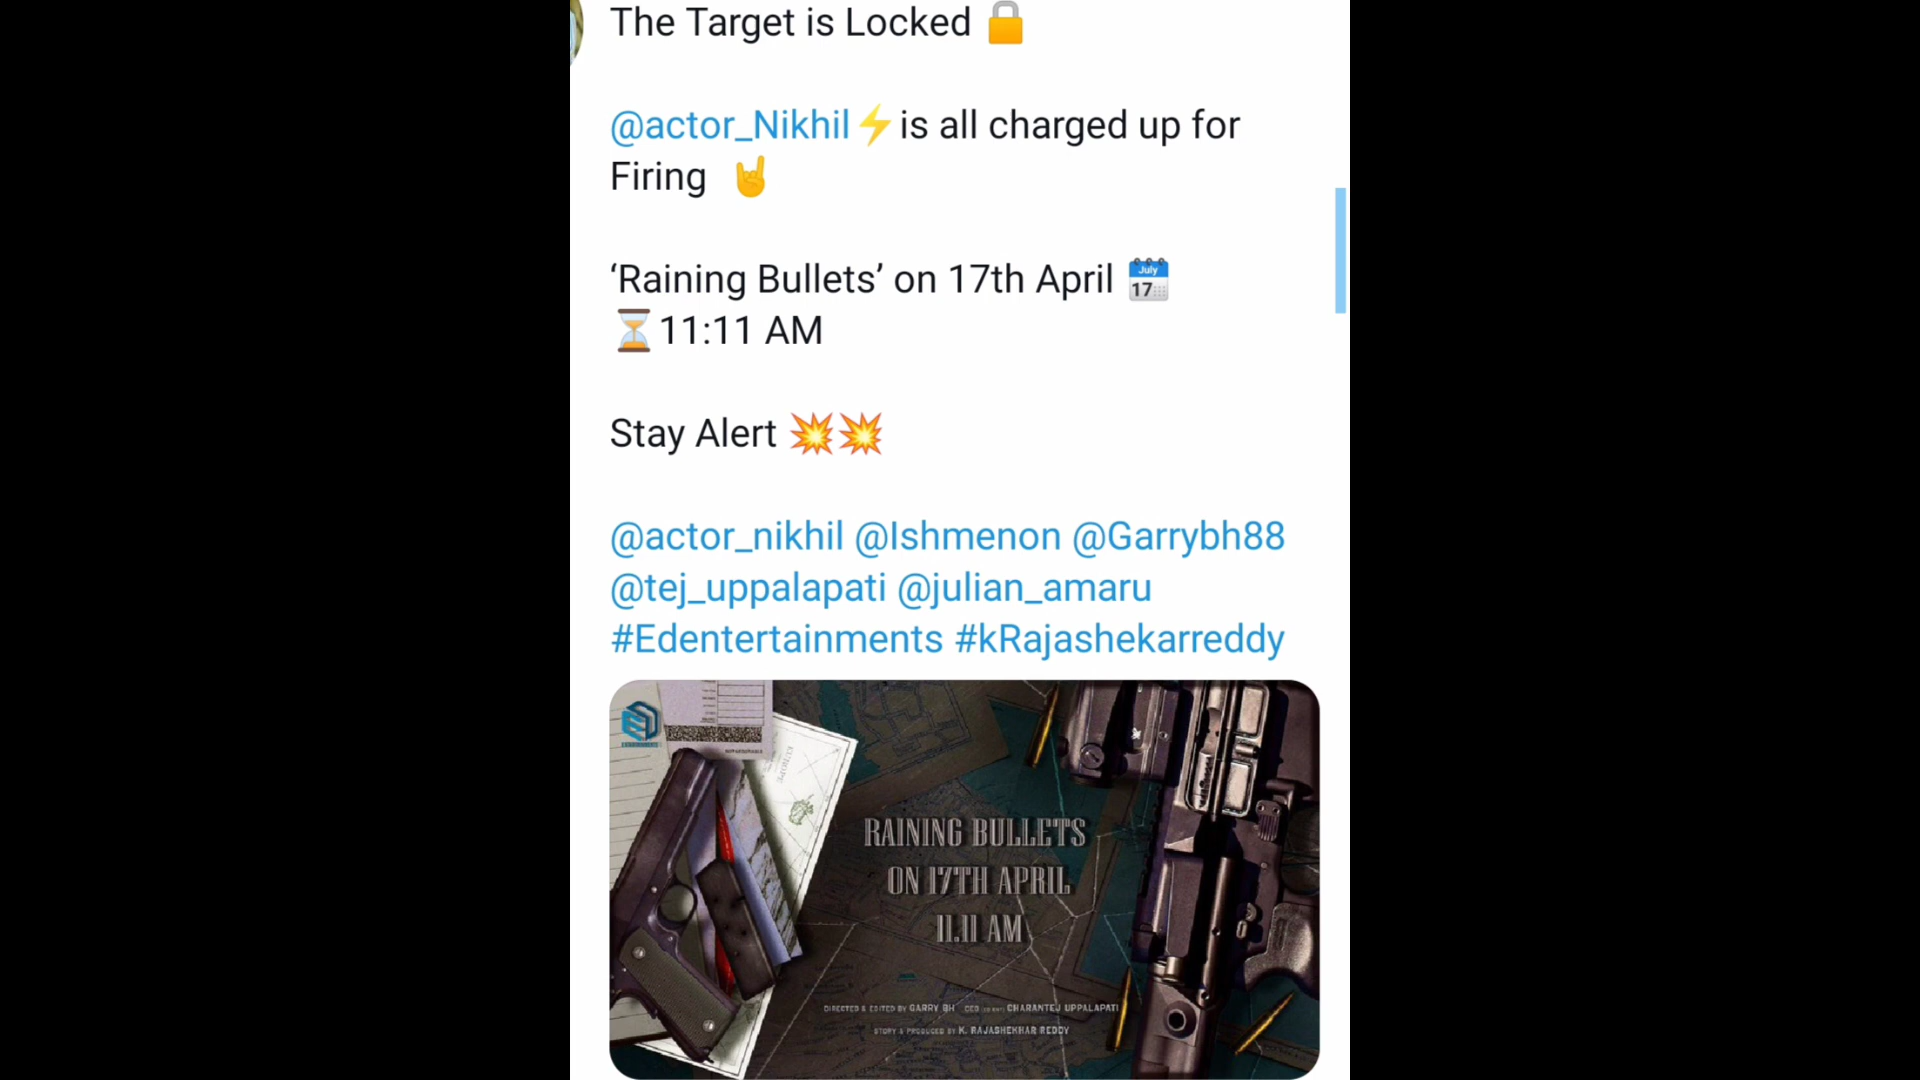 The Target is Locked 🔒
@actor_Nikhil⚡is all charged up for
Firing 🤘
‘Raining Bullets’ on 17th April 📅
⏳11:11 AM
Stay Alert 💥💥
@actor_nikhil @Ishmenon @Garrybh88
@tej_uppalapati @julian_amaru
#Edentertainments #kRajashekarreddy
RAINING BULLETS
ON 17TH APRIL
11.11 AM
DIRECTED & EDITED BY GARRY BH CEO CHARANTEJ UPPALAPATI
STORY & PRODUCED BY K. RAJASHEKHAR REDDY